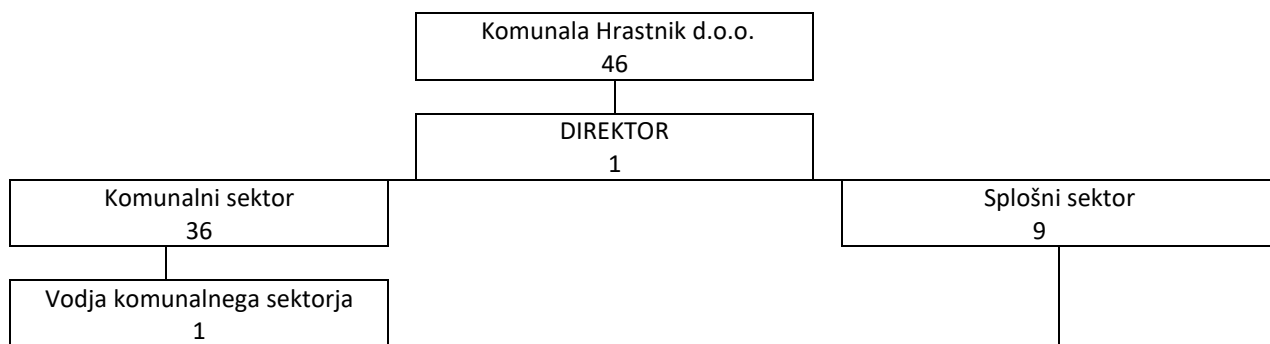 Komunala Hrastnik d.o.o.
46
DIREKTOR
1
Komunalni sektor
36
Splošni sektor
9
Vodja komunalnega sektorja
1